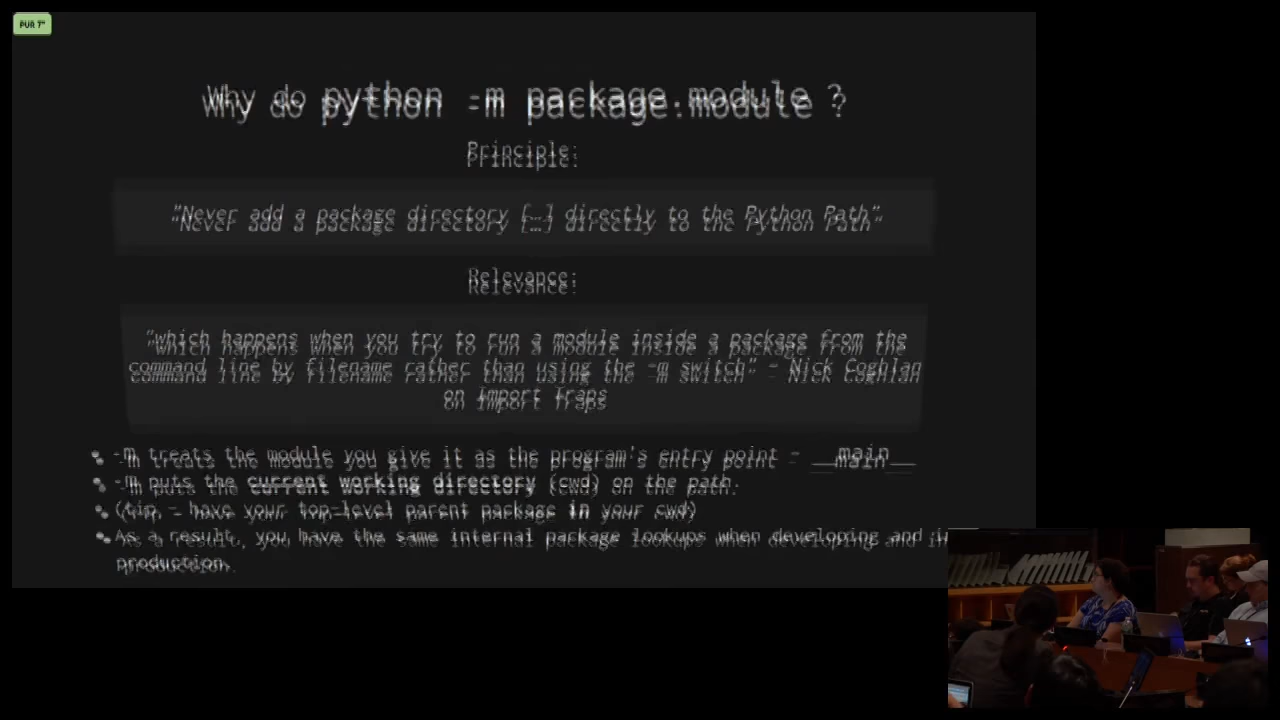 PUR 7"
Why do python -m package.module ?
Principle:
"Never add a package directory […] directly to the Python Path"
Relevance:
"which happens when you try to run a module inside a package from the
command line by filename rather than using the -m switch" – Nick Coghlan
on Import Traps
-m treats the module you give it as the program's entry point – __main__
-m puts the current working directory (cwd) on the path.
(tip – have your top-level parent package in your cwd)
As a result, you have the same internal package lookups when developing and in
production.